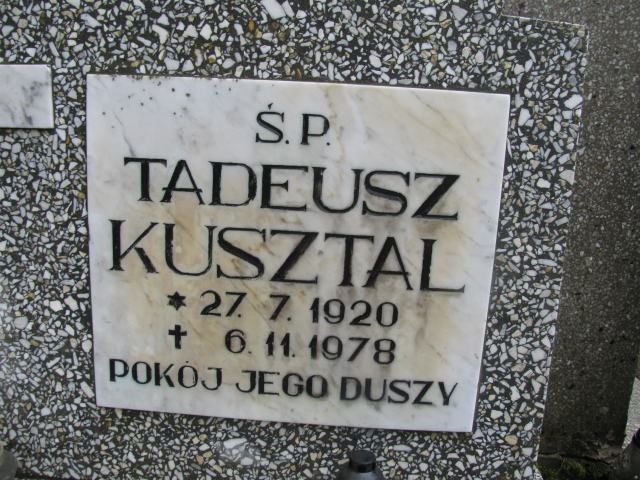 Ś.P.
TADEUSZ
KUSZTAL
* 27. 7. 1920
✝ 6. 11. 1978
POKÓJ JEGO DUSZY